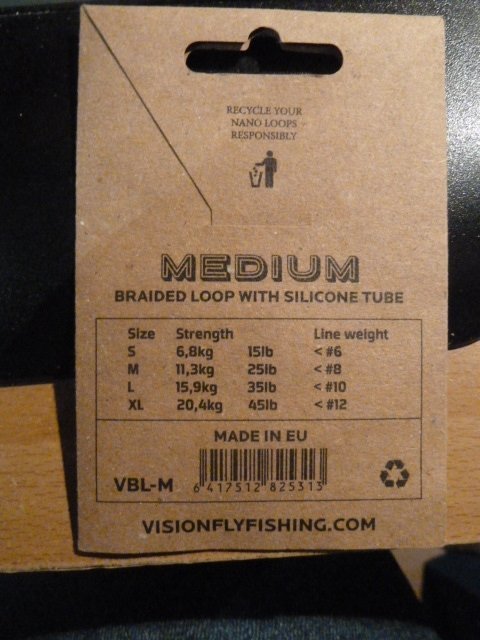 RECYCLE YOUR
NANO LOOPS
RESPONSIBLY
MEDIUM
BRAIDED LOOP WITH SILICONE TUBE
Size Strength Line weight
S 6,8kg 15lb < #6
M 11,3kg 25lb < #8
L 15,9kg 35lb < #10
XL 20,4kg 45lb < #12
MADE IN EU
VBL-M 6 417512 825313
VISIONFLYFISHING.COM